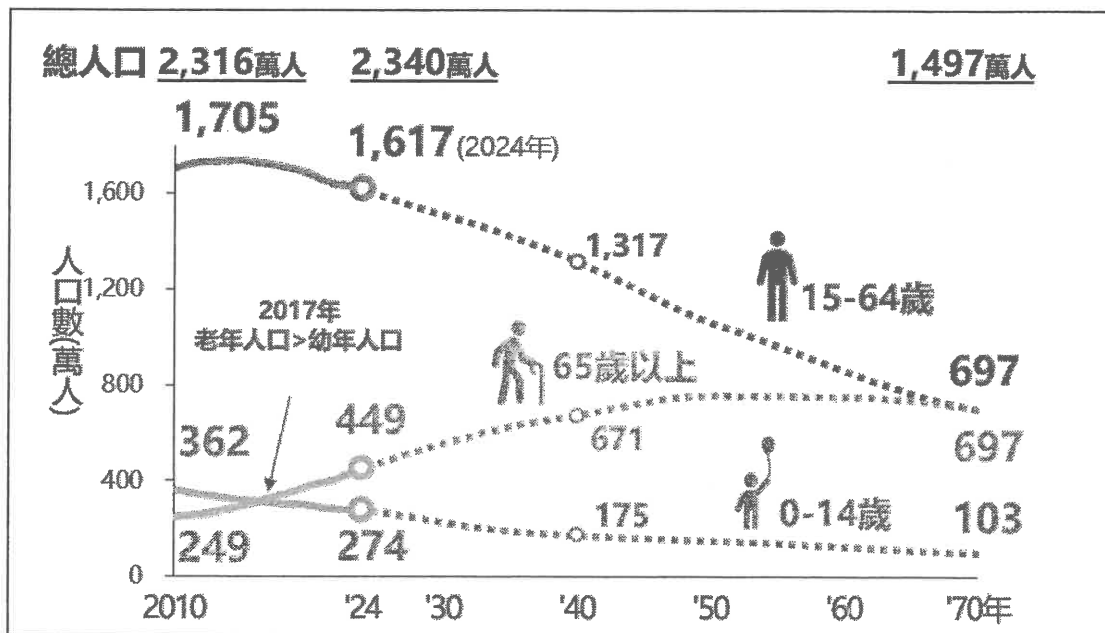 總人口 2,316萬人 2,340萬人 1,497萬人
1,705
1,617(2024年)
1,600
1,317
人口數(萬人)
1,200
15-64歲
2017年
老年人口>幼年人口
65歲以上
800
697
449
362
671
697
400
175
0-14歲
103
249
274
0
2010 '24 '30 '40 '50 '60 '70年